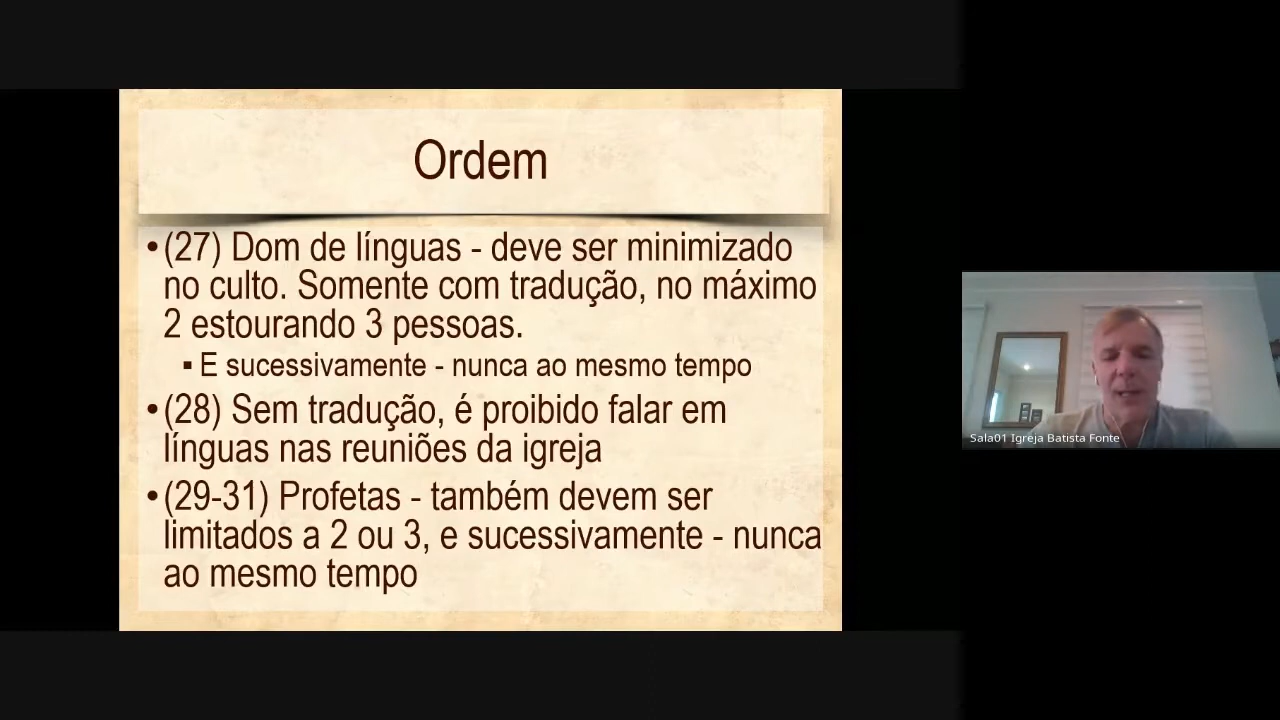 Ordem
•(27) Dom de línguas - deve ser minimizado
no culto. Somente com tradução, no máximo
2 estourando 3 pessoas.
▪ E sucessivamente - nunca ao mesmo tempo
•(28) Sem tradução, é proibido falar em
línguas nas reuniões da igreja
•(29-31) Profetas - também devem ser
limitados a 2 ou 3, e sucessivamente - nunca
ao mesmo tempo
Sala01 Igreja Batista Fonte